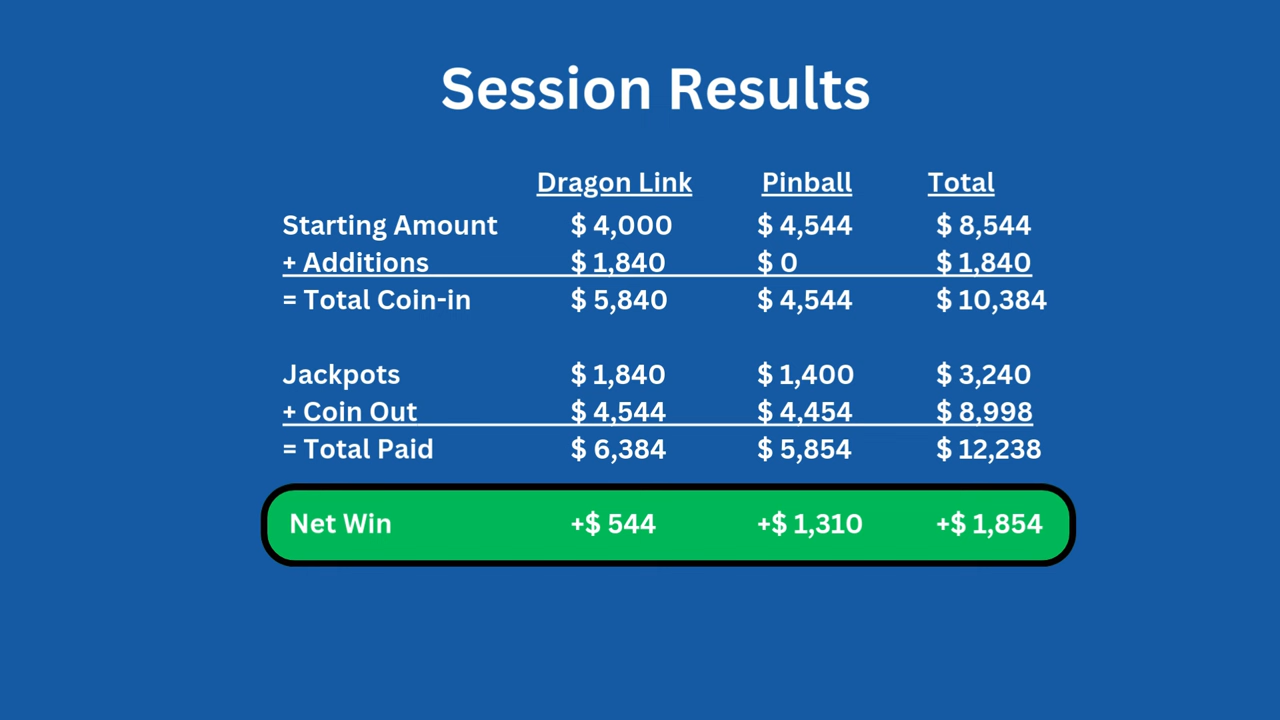 Session Results
Dragon Link Pinball Total
Starting Amount $ 4,000 $ 4,544 $ 8,544
+ Additions $ 1,840 $ 0 $ 1,840
= Total Coin-in $ 5,840 $ 4,544 $ 10,384
Jackpots $ 1,840 $ 1,400 $ 3,240
+ Coin Out $ 4,544 $ 4,454 $ 8,998
= Total Paid $ 6,384 $ 5,854 $ 12,238
Net Win +$ 544 +$ 1,310 +$ 1,854